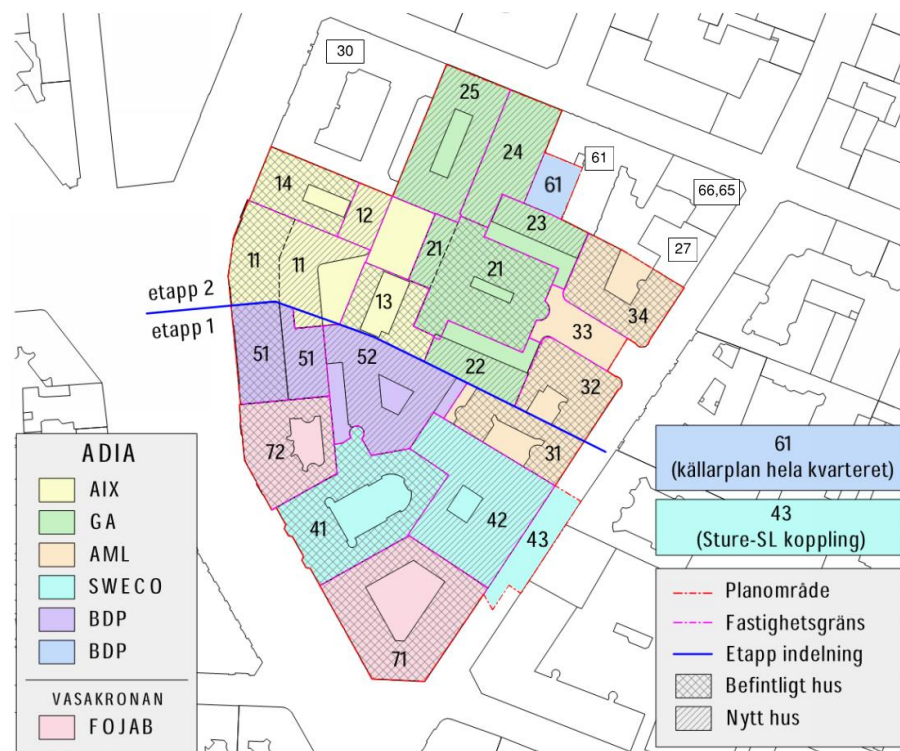 30
25
24
61
61
14
12
23
66,65
11
11
21
21
27
13
etapp 2
etapp 1
33
34
51
51
52
22
32
72
31
41
42
43
71
ADIA
AIX
GA
AML
SWECO
BDP
BDP
VASAKRONAN
FOJAB
61
(källarplan hela kvarteret)
43
(Sture-SL koppling)
Planområde
Fastighetsgräns
Etapp indelning
Befintligt hus
Nytt hus